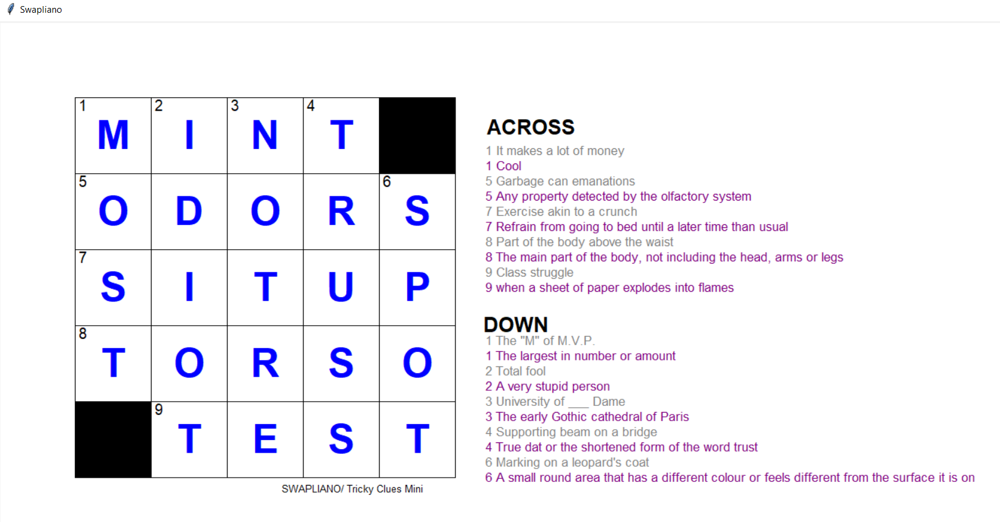 Swapliano
1 2 3 4
M I N T
5 6
O D O R S
7
S I T U P
8
T O R S O
9
T E S T
SWAPLIANO/ Tricky Clues Mini
ACROSS
1 It makes a lot of money
1 Cool
5 Garbage can emanations
5 Any property detected by the olfactory system
7 Exercise akin to a crunch
7 Refrain from going to bed until a later time than usual
8 Part of the body above the waist
8 The main part of the body, not including the head, arms or legs
9 Class struggle
9 when a sheet of paper explodes into flames
DOWN
1 The "M" of M.V.P.
1 The largest in number or amount
2 Total fool
2 A very stupid person
3 University of ___ Dame
3 The early Gothic cathedral of Paris
4 Supporting beam on a bridge
4 True dat or the shortened form of the word trust
6 Marking on a leopard's coat
6 A small round area that has a different colour or feels different from the surface it is on